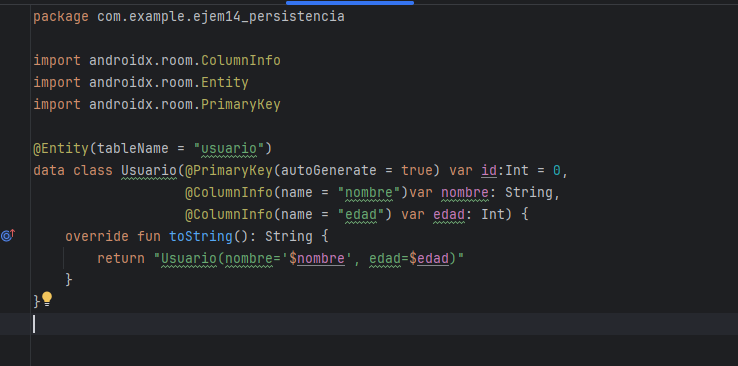 package com.example.ejem14_persistencia
import androidx.room.ColumnInfo
import androidx.room.Entity
import androidx.room.PrimaryKey
@Entity(tableName = "usuario")
data class Usuario(@PrimaryKey(autoGenerate = true) var id:Int = 0,
@ColumnInfo(name = "nombre")var nombre: String,
@ColumnInfo(name = "edad") var edad: Int) {
override fun toString(): String {
return "Usuario(nombre='$nombre', edad=$edad)"
}
}